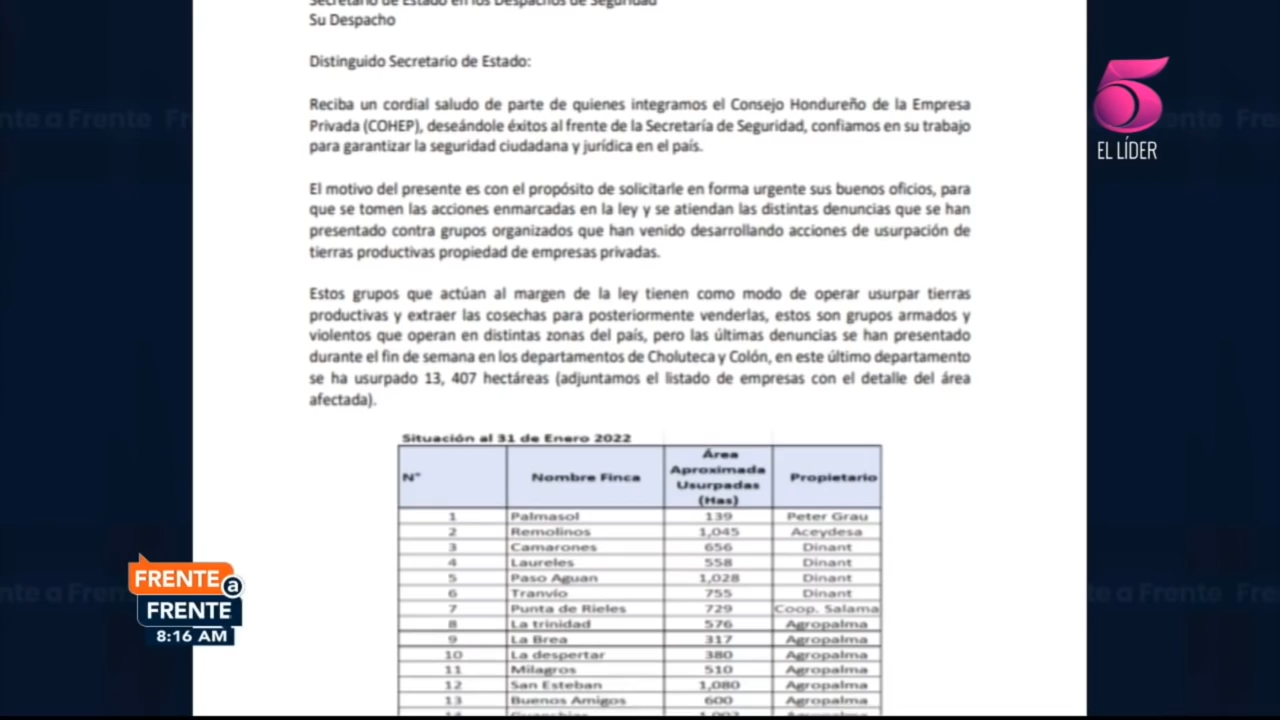 Secretario de Estado en los Despachos de Seguridad
Su Despacho
Distinguido Secretario de Estado:
Reciba un cordial saludo de parte de quienes integramos el Consejo Hondureño de la Empresa
Privada (COHEP), deseándole éxitos al frente de la Secretaría de Seguridad, confiamos en su trabajo
para garantizar la seguridad ciudadana y jurídica en el país.
El motivo del presente es con el propósito de solicitarle en forma urgente sus buenos oficios, para
que se tomen las acciones enmarcadas en la ley y se atiendan las distintas denuncias que se han
presentado contra grupos organizados que han venido desarrollando acciones de usurpación de
tierras productivas propiedad de empresas privadas.
Estos grupos que actúan al margen de la ley tienen como modo de operar usurpar tierras
productivas y extraer las cosechas para posteriormente venderlas, estos son grupos armados y
violentos que operan en distintas zonas del país, pero las últimas denuncias se han presentado
durante el fin de semana en los departamentos de Choluteca y Colón, en este último departamento
se ha usurpado 13, 407 hectáreas (adjuntamos el listado de empresas con el detalle del área
afectada).
Situación al 31 de Enero 2022
N° Nombre Finca Área Aproximada Usurpadas (Has) Propietario
1 Palmasol 139 Peter Grau
2 Remolinos 1,045 Aceydesa
3 Camarones 656 Dinant
4 Laureles 558 Dinant
5 Paso Aguan 1,028 Dinant
6 Tranvio 755 Dinant
7 Punta de Rieles 729 Coop. Salama
8 La trinidad 576 Agropalma
9 La Brea 317 Agropalma
10 La despertar 380 Agropalma
11 Milagros 510 Agropalma
12 San Esteban 1,080 Agropalma
13 Buenos Amigos 600 Agropalma
5
EL LÍDER
FRENTE a
FRENTE
8:16 AM